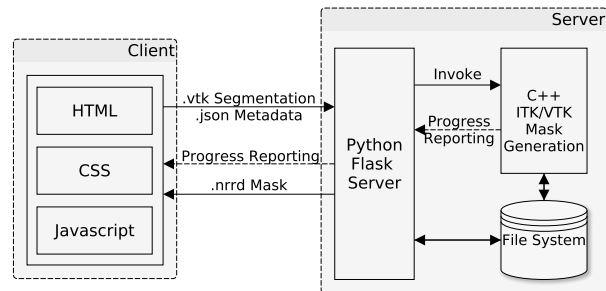 Client
HTML
CSS
Javascript
.vtk Segmentation
.json Metadata
Progress Reporting
.nrrd Mask
Server
Python
Flask
Server
Invoke
Progress
Reporting
C++
ITK/VTK
Mask
Generation
File System